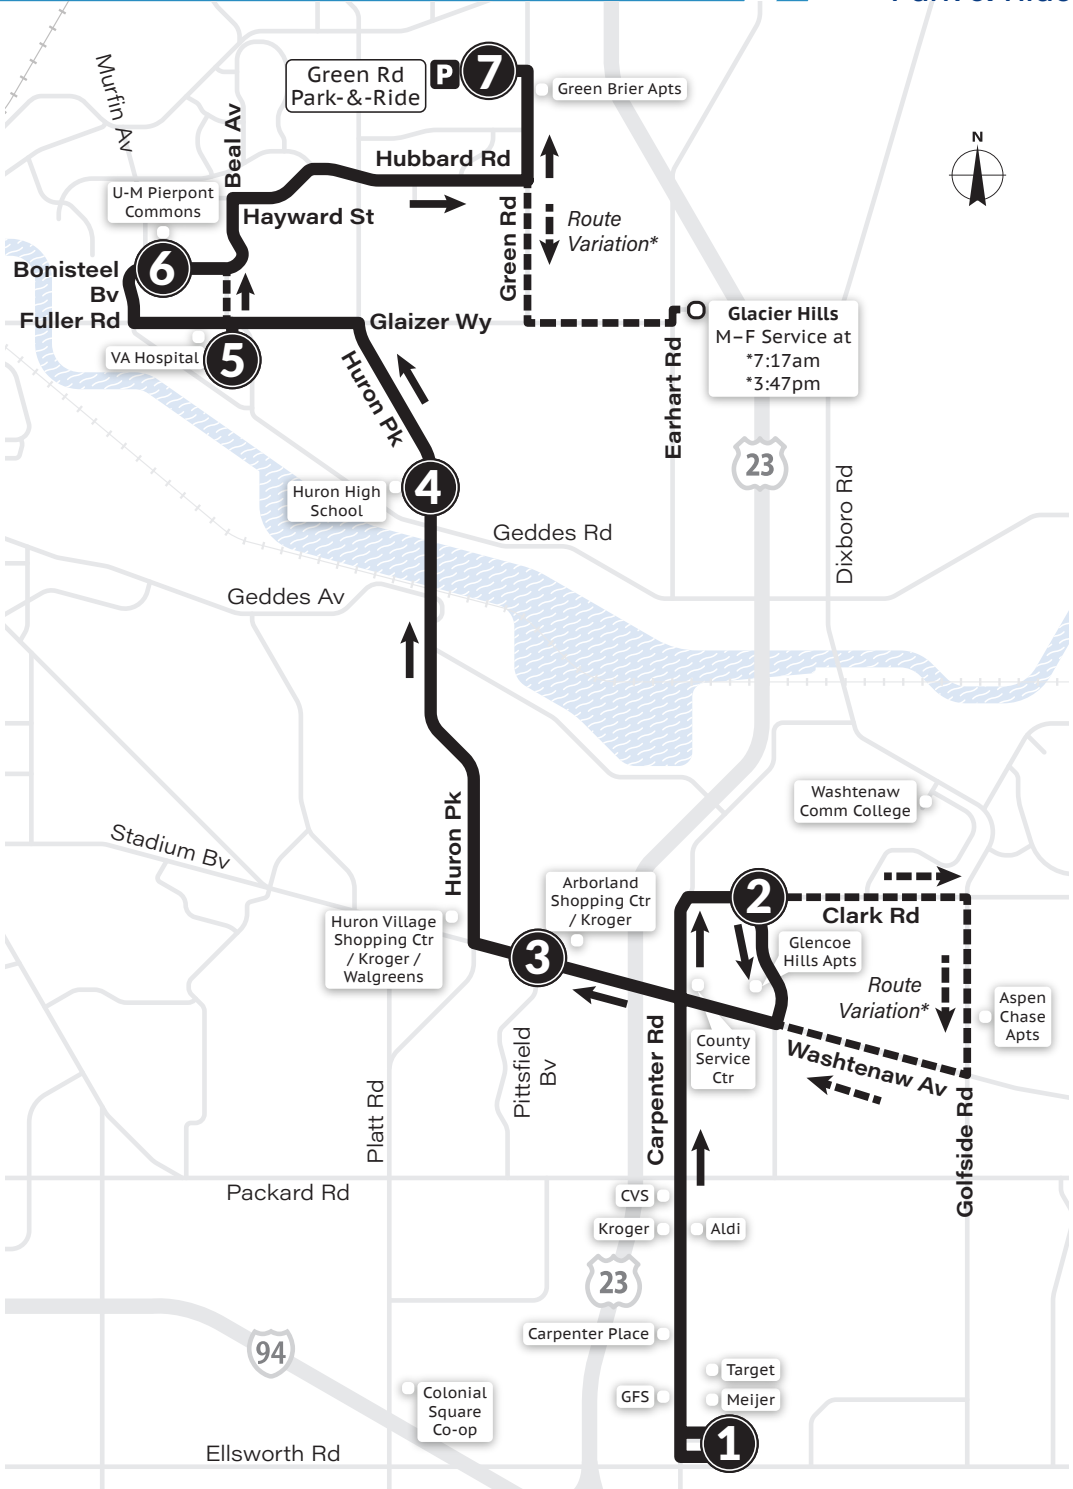 Park & Ride
Murfin Av
Beal Av
Green Rd
Park-&-Ride
P
7
Green Brier Apts
Hubbard Rd
N
U-M Pierpont
Commons
Hayward St
Green Rd
Route
Variation*
6
Bonisteel
Bv
Fuller Rd
Glaizer Wy
VA Hospital
5
Huron Pk
Glacier Hills
M–F Service at
*7:17am
*3:47pm
Earhart Rd
23
Dixboro Rd
Huron High
School
4
Geddes Rd
Geddes Av
Huron Pk
Washtenaw
Comm College
Stadium Bv
Arborland
Shopping Ctr
/ Kroger
2
Clark Rd
Huron Village
Shopping Ctr
/ Kroger /
Walgreens
3
Glencoe
Hills Apts
Route
Variation*
Aspen
Chase
Apts
County
Service
Ctr
Washtenaw Av
Pittsfield
Bv
Carpenter Rd
Platt Rd
Golfside Rd
Packard Rd
CVS
Kroger
Aldi
23
Carpenter Place
94
Target
GFS
Meijer
Colonial
Square
Co-op
1
Ellsworth Rd